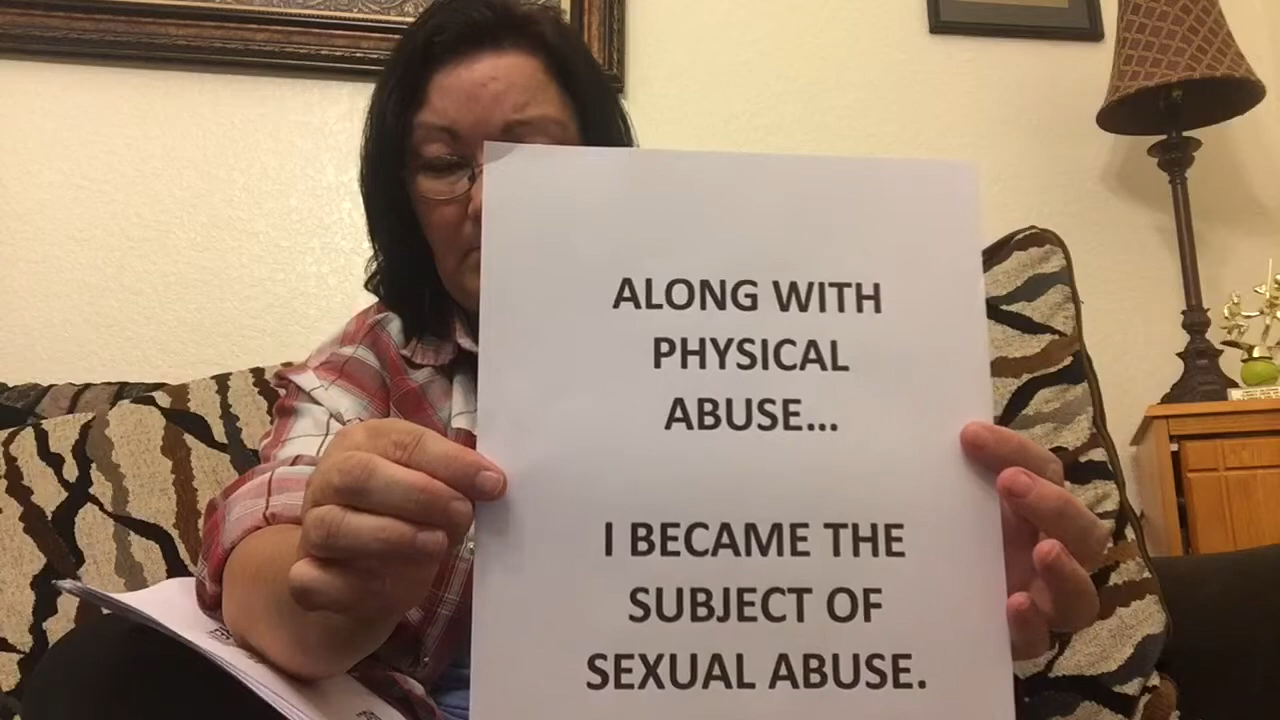 ALONG WITH
PHYSICAL
ABUSE...
I BECAME THE
SUBJECT OF
SEXUAL ABUSE.